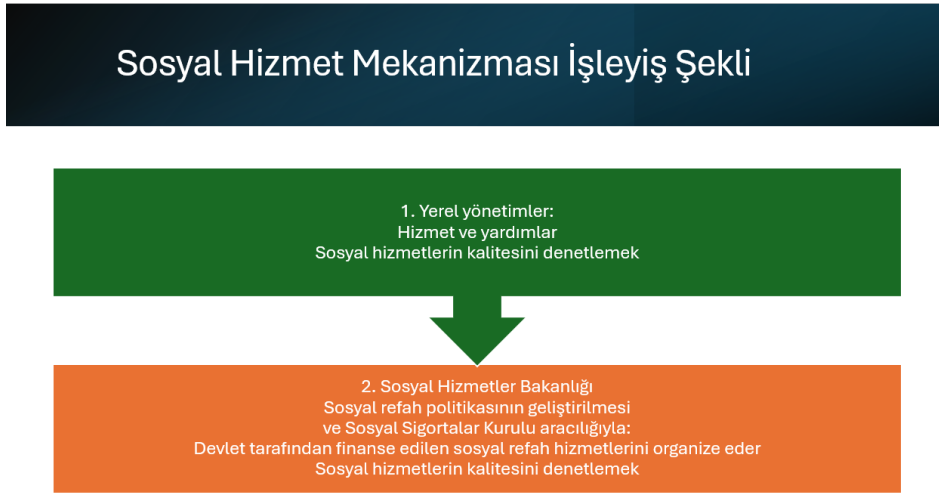 Sosyal Hizmet Mekanizması İşleyiş Şekli
1. Yerel yönetimler:
Hizmet ve yardımlar
Sosyal hizmetlerin kalitesini denetlemek
2. Sosyal Hizmetler Bakanlığı
Sosyal refah politikasının geliştirilmesi
ve Sosyal Sigortalar Kurulu aracılığıyla:
Devlet tarafından finanse edilen sosyal refah hizmetlerini organize eder
Sosyal hizmetlerin kalitesini denetlemek